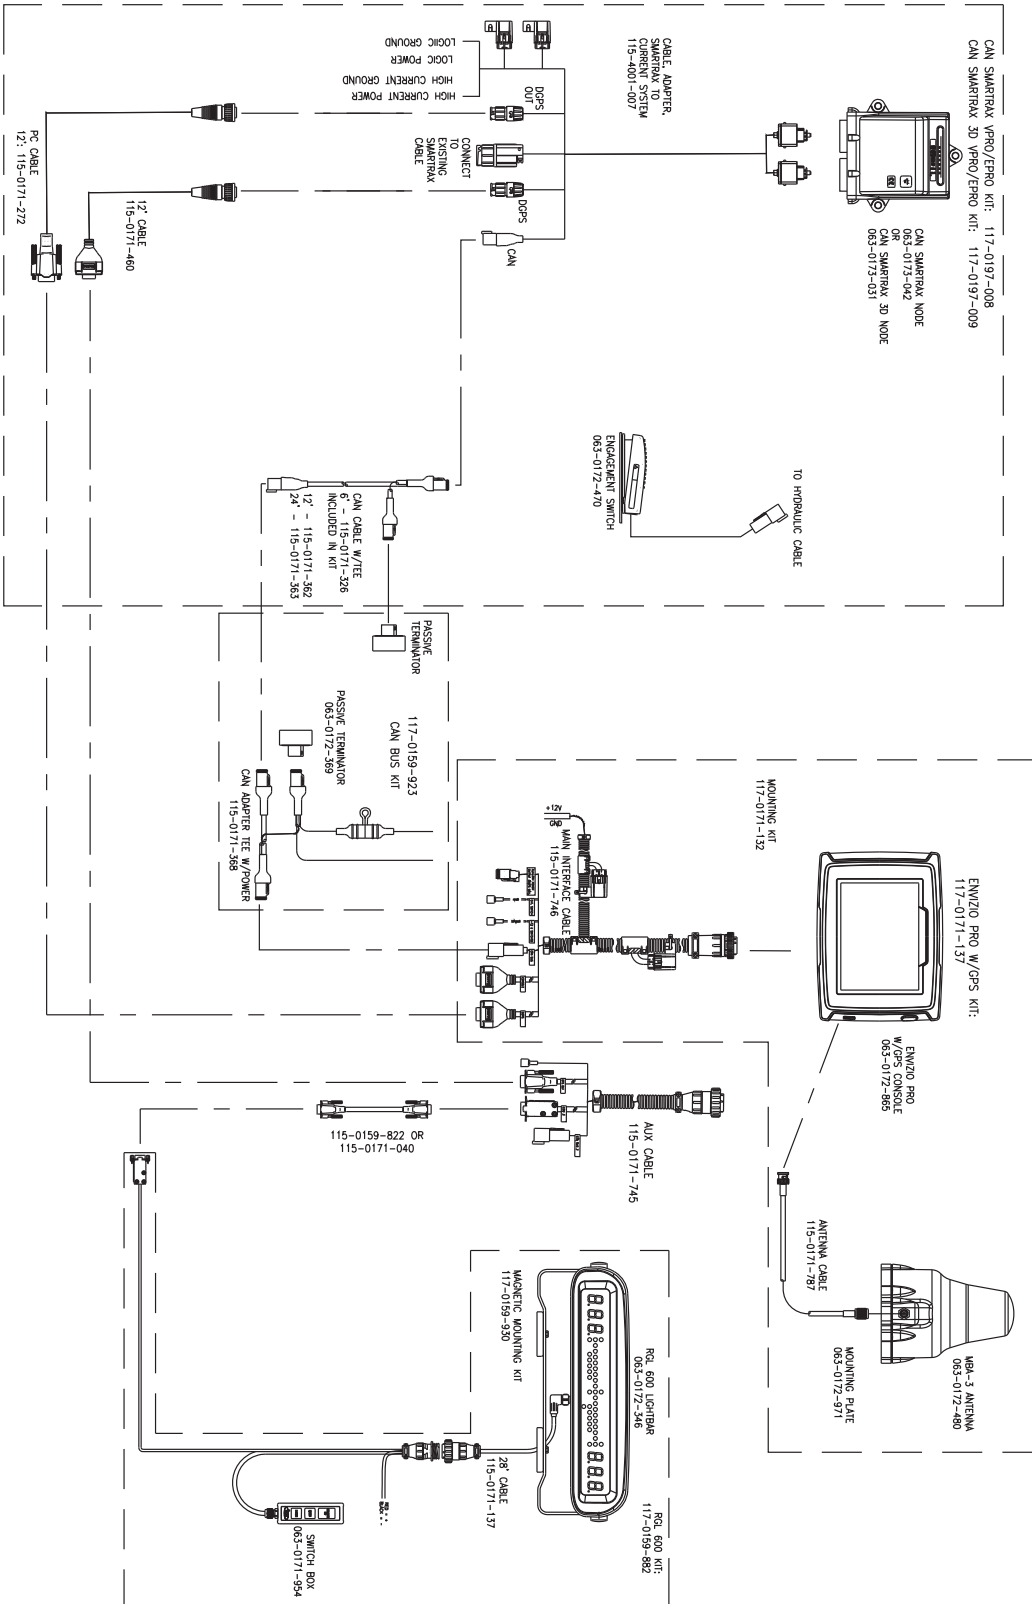 CAN SMARTRAX VPRO/EPRO KIT: 117-0197-008
CAN SMARTRAX 3D VPRO/EPRO KIT: 117-0197-009
CAN SMARTRAX NODE
063-0173-042
OR
CAN SMARTRAX 3D NODE
063-0173-031
CABLE, ADAPTER,
SMARTRAX TO
CURRENT SYSTEM
115-4001-007
LOGIC GROUND
LOGIC POWER
HIGH CURRENT GROUND
HIGH CURRENT POWER
DGPS
OUT
CONNECT
TO
EXISTING
SMARTRAX
CABLE
DGPS
CAN
PC CABLE
12': 115-0171-272
12' CABLE
115-0171-460
TO HYDRAULIC CABLE
ENGAGEMENT SWITCH
063-0172-470
CAN CABLE W/TEE
6' - 115-0171-326
INCLUDED IN KIT
12' - 115-0171-362
24' - 115-0171-363
PASSIVE
TERMINATOR
117-0159-923
CAN BUS KIT
PASSIVE TERMINATOR
063-0172-369
CAN ADAPTER TEE W/POWER
115-0171-368
ENVIZIO PRO W/GPS KIT:
117-0171-137
MOUNTING KIT
117-0171-132
ENVIZIO PRO
W/GPS CONSOLE
063-0172-865
+12V
GND
MAIN INTERFACE CABLE
115-0171-746
AUX CABLE
115-0171-745
115-0159-822 OR
115-0171-040
ANTENNA CABLE
115-0171-787
MBA-3 ANTENNA
063-0172-480
MOUNTING PLATE
063-0172-971
RGL 600 KIT:
117-0159-882
RGL 600 LIGHTBAR
063-0172-346
MAGNETIC MOUNTING KIT
117-0159-930
28' CABLE
115-0171-137
RED = +
BLACK = -
SWITCH BOX
063-0171-954